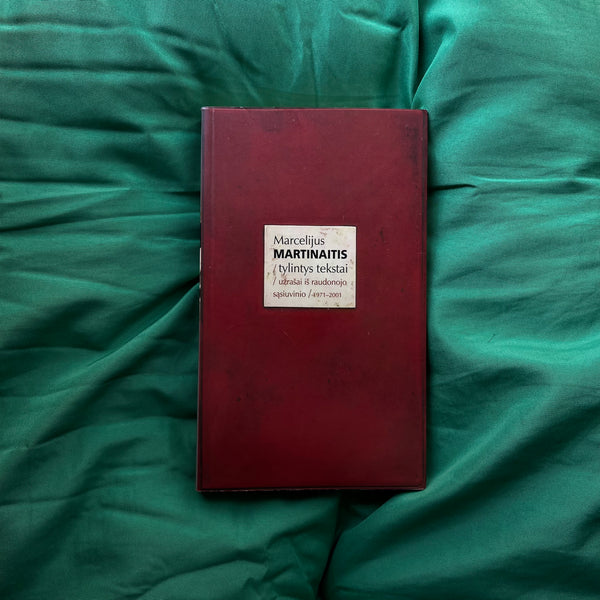 Marcelijus
MARTINAITIS
/ tylintys tekstai
/ užrašai iš raudonojo
sąsiuvinio / 1971–2001